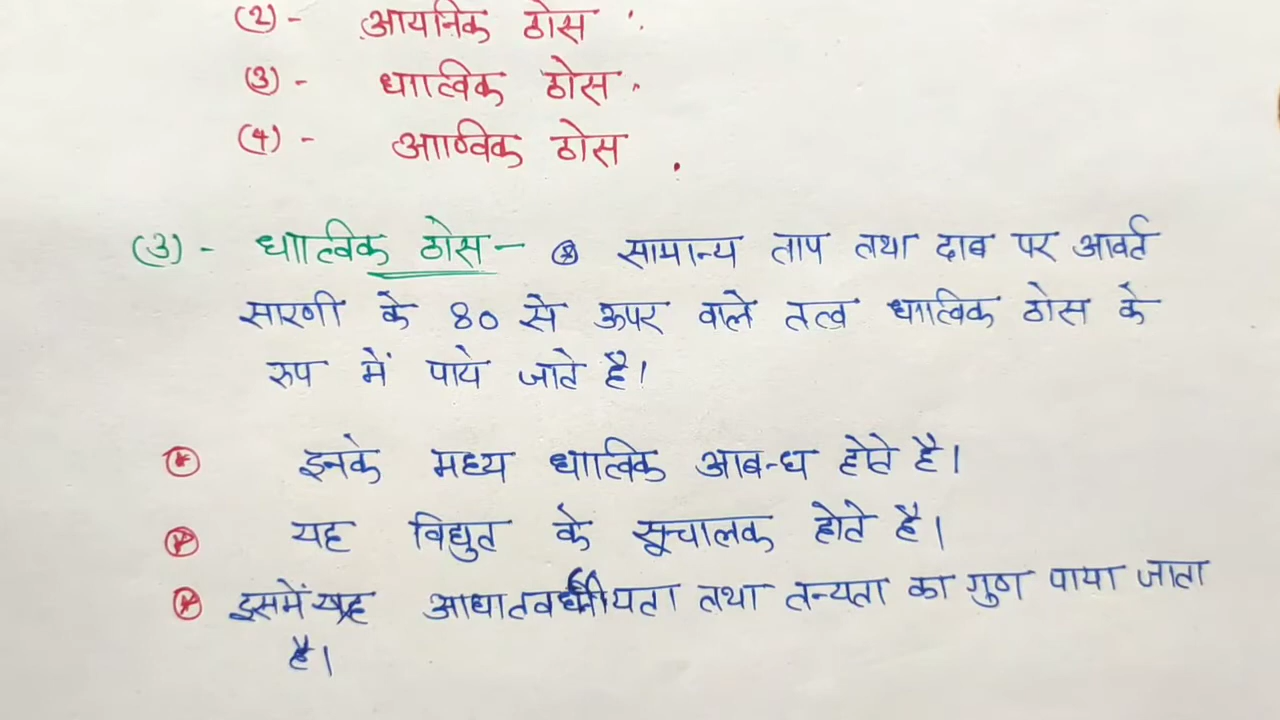 (2) - आयनिक ठोस
(3) - धात्विक ठोस
(4) - आण्विक ठोस
(3) - धात्विक ठोस - सामान्य ताप तथा दाब पर आवर्त
सारणी के 80 से ऊपर वाले तत्व धात्विक ठोस के
रुप में पाये जाते है।
इनके मध्य धात्विक आबन्ध होते है।
यह विद्युत के सूचालक होते है।
इसमें आघातवर्धनीयता तथा तन्यता का गुण पाया जाता
है।